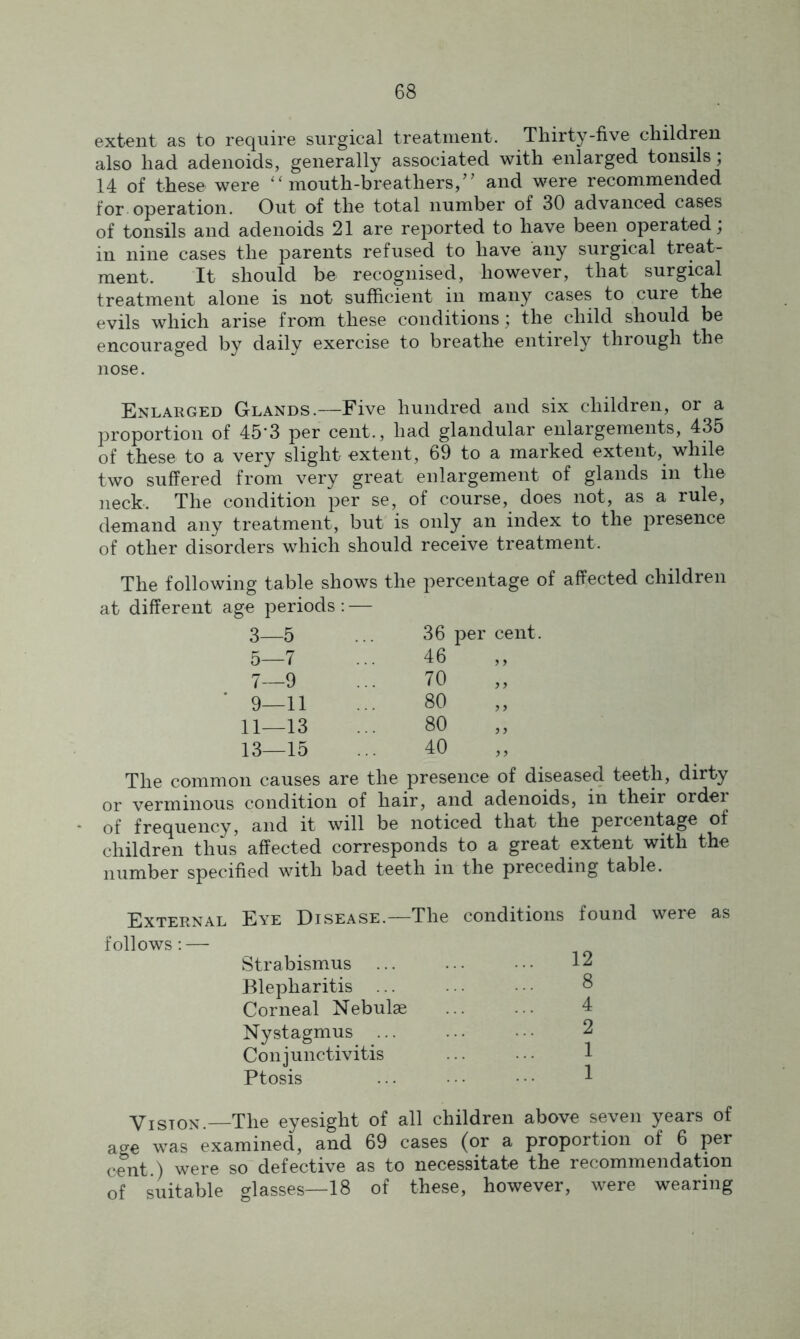 68
extent as to require surgical treatment. Thirty-five children
also had adenoids, generally associated with enlarged tonsils;
14 of these were “mouth-breathers,” and were recommended
for operation. Out of the total number of 30 advanced cases
of tonsils and adenoids 21 are reported to have been operated;
in nine cases the parents refused to have any surgical treat-
ment. It should be recognised, however, that surgical
treatment alone is not sufficient in many cases to cure the
evils which arise from these conditions; the child should be
encouraged by daily exercise to breathe entirely through the
nose.
Enlarged Glands.—Five hundred and six children, or a
proportion of 45·3 per cent., had glandular enlargements, 435
of these to a very slight extent, 69 to a marked extent, while
two suffered from very great enlargement of glands in the
neck. The condition per se, of course, does not, as a rule,
demand any treatment, but is only an index to the presence
of other disorders which should receive treatment.
The following table shows the percentage of affected children
at different age periods:—
3—5 ... 36 per cent.
5—7 ... 46 ,,
7—9 ... 70 ,,
9—11 ... 80 ,,
11—13 ... 80 ,,
13—15 ... 40 ,,
The common causes are the presence of diseased teeth, dirty
or verminous condition of hair, and adenoids, in their order
of frequency, and it will be noticed that the percentage of
children thus affected corresponds to a great extent with the
number specified with bad teeth in the preceding table.
External Eye Disease.—The conditions found were as
follows:—
Strabismus ... ... ... 12
Blepharitis ... ... ... 8
Corneal Nebulæ ... ... 4
Nystagmus ... ... ... 2
Conjunctivitis ... ... 1
Ptosis ... ... ... 1
Vision.—The eyesight of all children above seven years of
age was examined, and 69 cases (or a proportion of 6 per
cent.) were so defective as to necessitate the recommendation
of suitable glasses—18 of these, however, were wearing